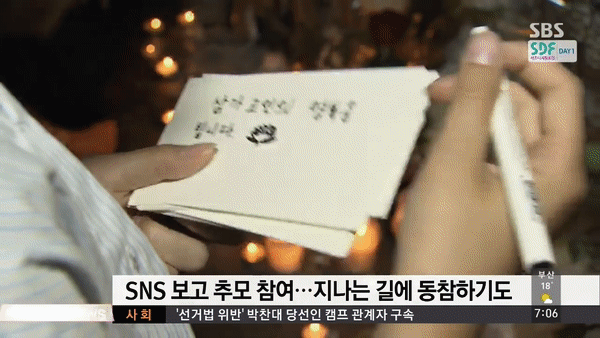 SBS
SDF
DAY 1
삼가 고인의 명복을
빕니다.
SNS 보고 추모 참여…지나는 길에 동참하기도
부산
18˚
사회
'선거법 위반' 박찬대 당선인 캠프 관계자 구속
7:06